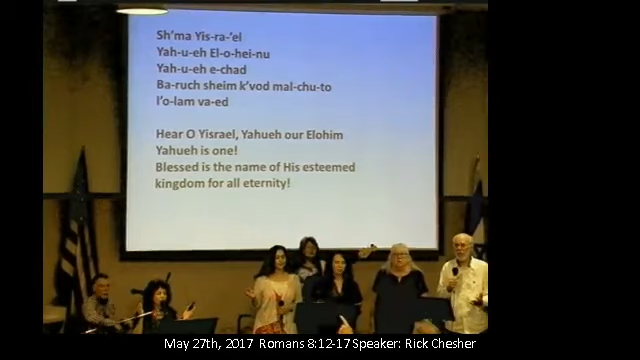 Sh'ma Yis-ra-'el
Yah-u-eh El-o-hei-nu
Yah-u-eh e-chad
Ba-ruch sheim k'vod mal-chu-to
l'o-lam va-ed
Hear O Yisrael, Yahueh our Elohim
Yahueh is one!
Blessed is the name of His esteemed
kingdom for all eternity!
May 27th, 2017 Romans 8:12-17 Speaker: Rick Chesher